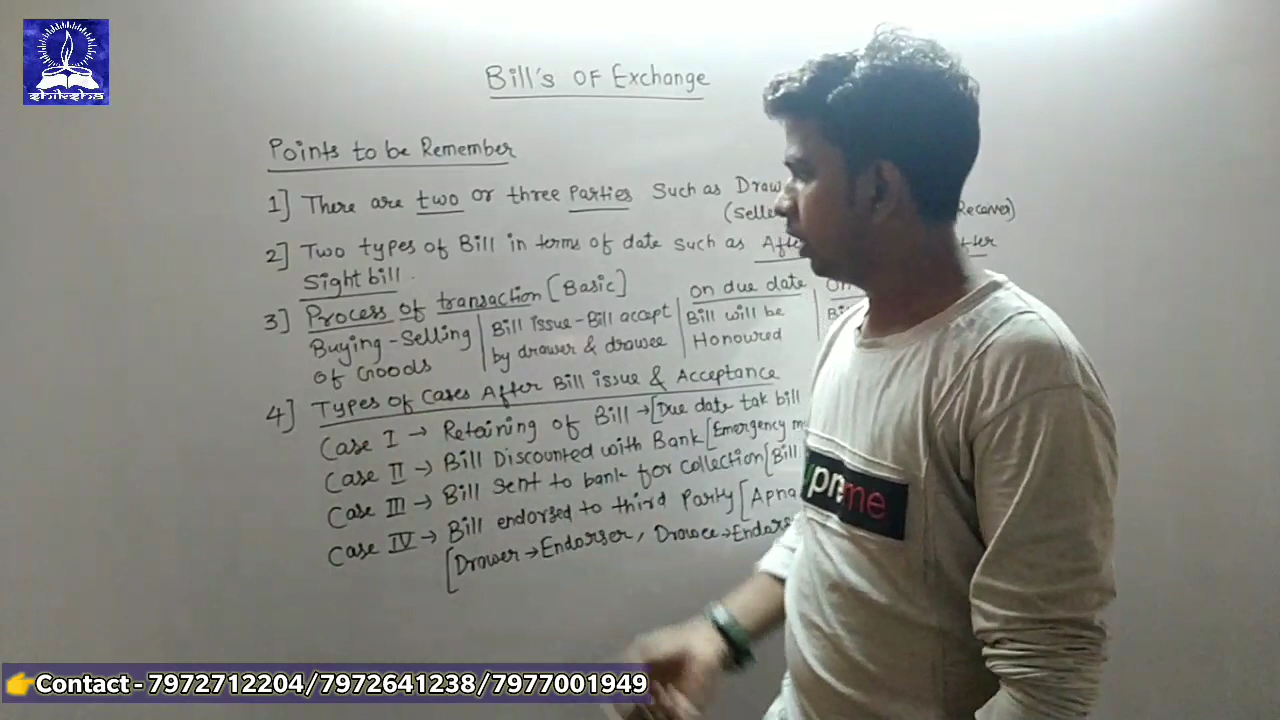 shiksha
Bill's OF Exchange
Points to be Remember
1] There are two or three Parties Such as
(Receiver)
2] Two types of Bill in terms of date such as
Sight bill.
3] Process of transaction [Basic]
Buying-Selling
of Goods
Bill issue-Bill accept
by drawer & drawee
on due date
Bill will be
Honoured
4] Types of Cases After Bill issue & Acceptance
Case I → Retaining of Bill → [Due date tak bill
Case II → Bill Discounted with Bank [Emergency
Case III → Bill Sent to bank for collection [Bill
Case IV → Bill endorsed to third Party [Apna
[Drawer → Endorser, Drawee →
Supreme
👉Contact - 7972712204/7972641238/7977001949